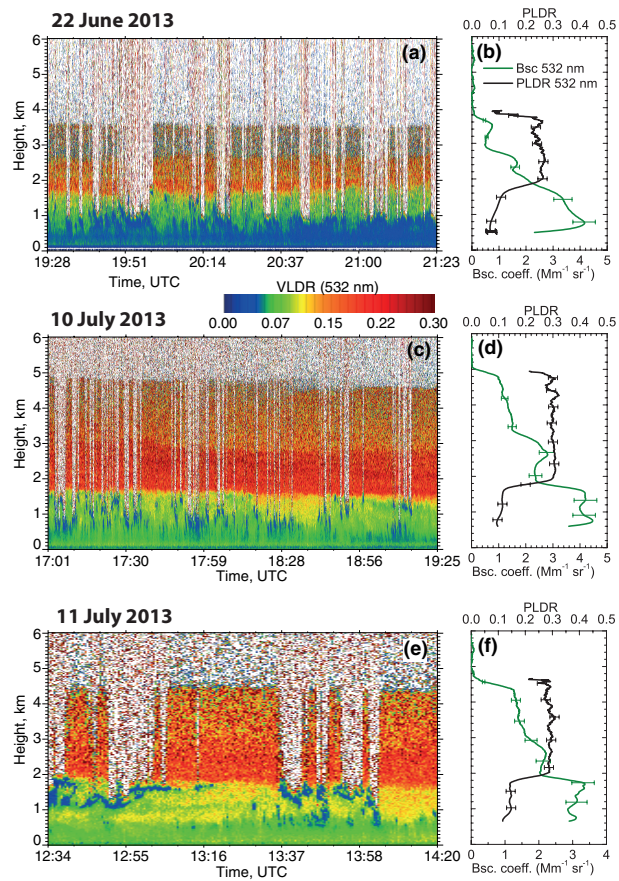 22 June 2013
(a)
Height, km
6
5
4
3
2
1
0
19:28 19:51 20:14 20:37 21:00 21:23
Time, UTC
PLDR
0.0 0.1 0.2 0.3 0.4 0.5
(b)
Bsc 532 nm
PLDR 532 nm
0 1 2 3 4 5
Bsc. coeff. (Mm⁻¹ sr⁻¹)
VLDR (532 nm)
0.00 0.07 0.15 0.22 0.30
10 July 2013
(c)
Height, km
6
5
4
3
2
1
0
17:01 17:30 17:59 18:28 18:56 19:25
Time, UTC
PLDR
0.0 0.1 0.2 0.3 0.4 0.5
(d)
0 1 2 3 4 5
Bsc. coeff. (Mm⁻¹ sr⁻¹)
11 July 2013
(e)
Height, km
6
5
4
3
2
1
0
12:34 12:55 13:16 13:37 13:58 14:20
Time, UTC
PLDR
0.0 0.1 0.2 0.3 0.4 0.5
(f)
0 1 2 3 4
Bsc. coeff. (Mm⁻¹ sr⁻¹)